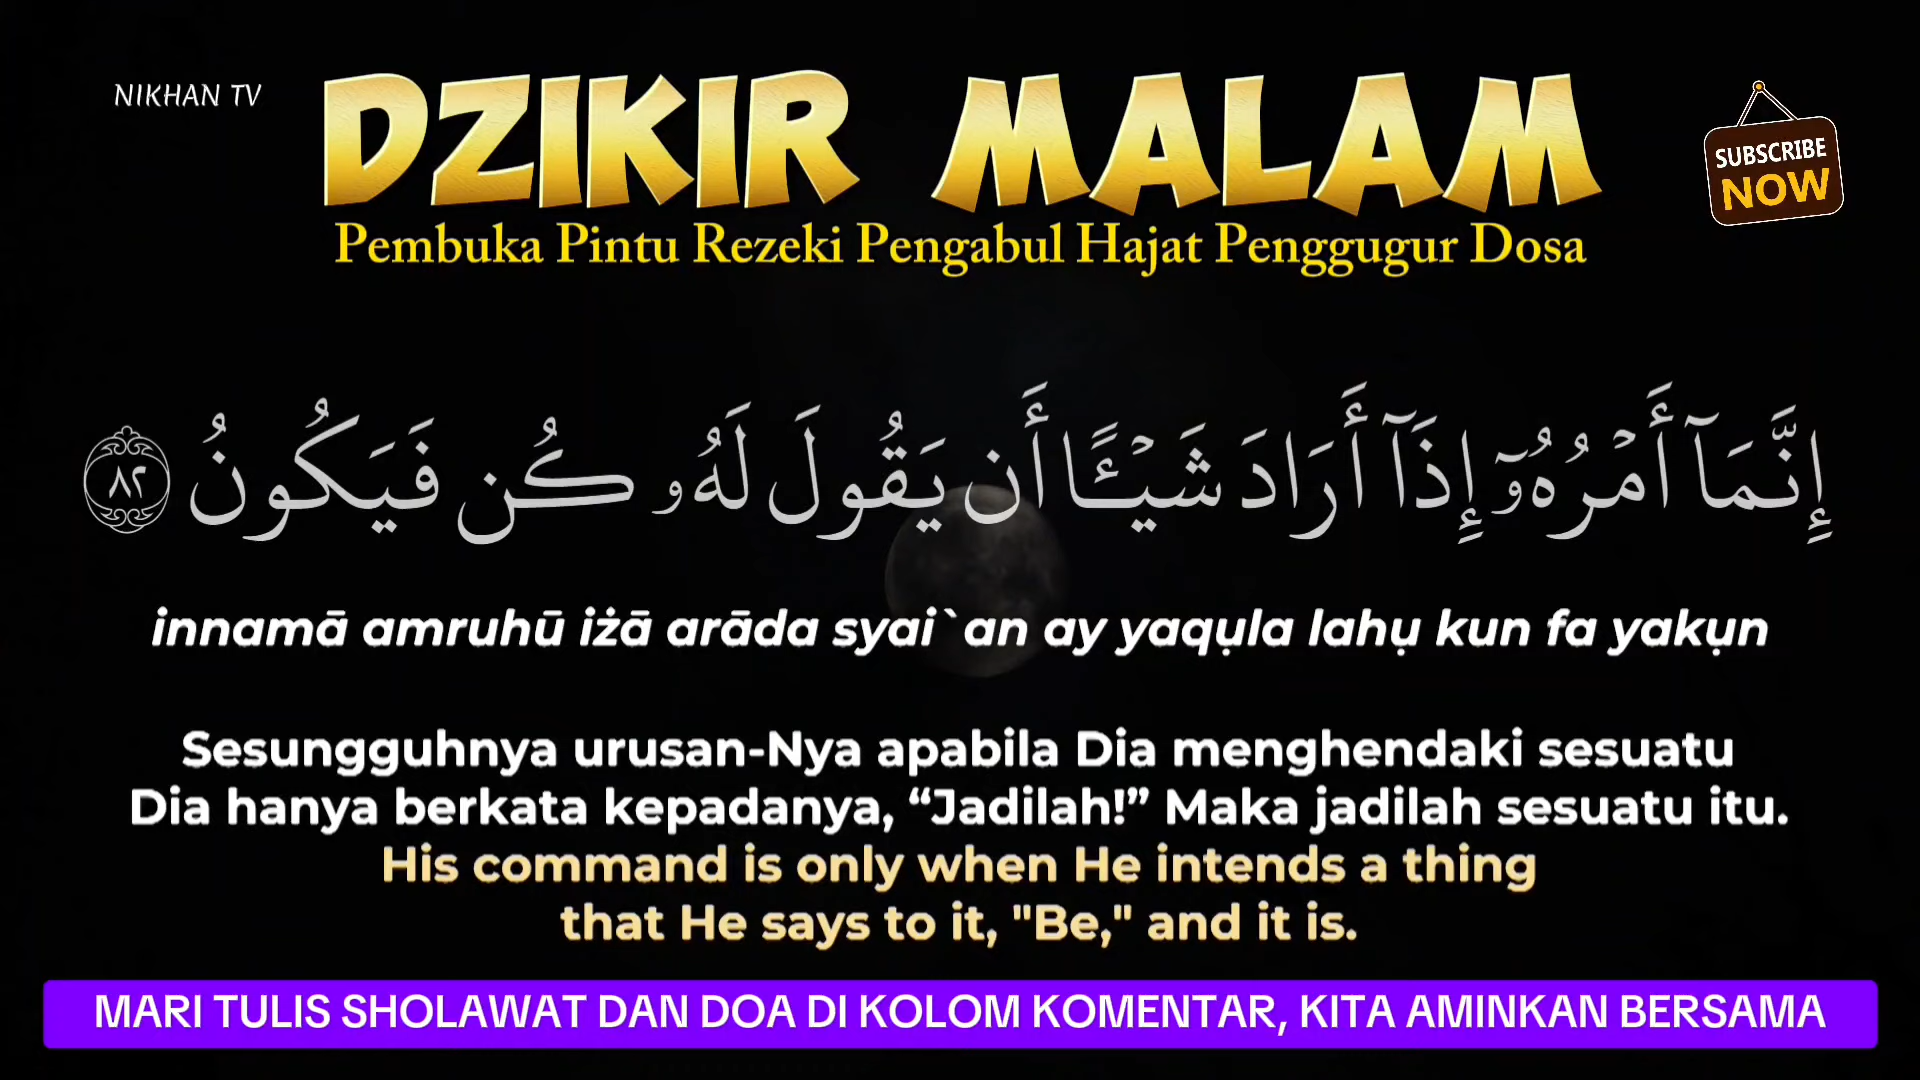 NIKHAN TV
DZIKIR MALAM
SUBSCRIBE
NOW
Pembuka Pintu Rezeki Pengabul Hajat Penggugur Dosa
إِنَّمَآ أَمْرُهُۥٓ إِذَآ أَرَادَ شَيْـًٔا أَن يَقُولَ لَهُۥ كُن فَيَكُونُ ٨٢
innamā amruhū iżā arāda syai`an ay yaqụla lahụ kun fa yakụn
Sesungguhnya urusan-Nya apabila Dia menghendaki sesuatu
Dia hanya berkata kepadanya, “Jadilah!” Maka jadilah sesuatu itu.
His command is only when He intends a thing
that He says to it, "Be," and it is.
MARI TULIS SHOLAWAT DAN DOA DI KOLOM KOMENTAR, KITA AMINKAN BERSAMA